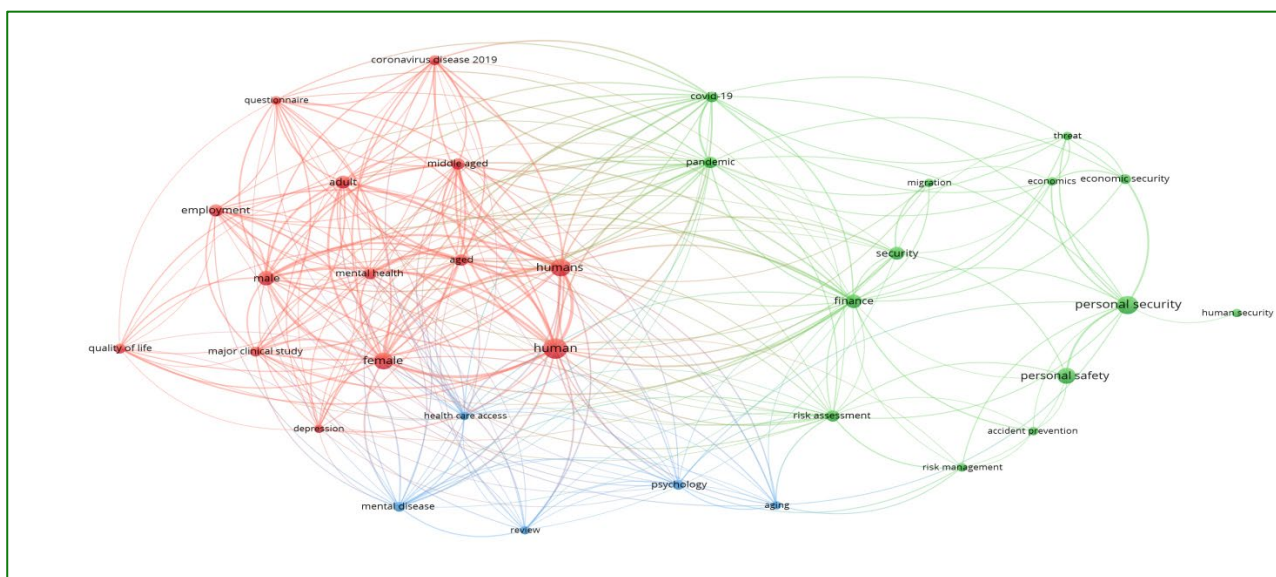 coronavirus disease 2019
questionnaire
covid-19
threat
middle aged
pandemic
adult
migration
economics
economic security
employment
security
humans
aged
male
mental health
finance
personal security
human security
quality of life
major clinical study
human
female
personal safety
health care access
risk assessment
depression
accident prevention
risk management
psychology
mental disease
aging
review